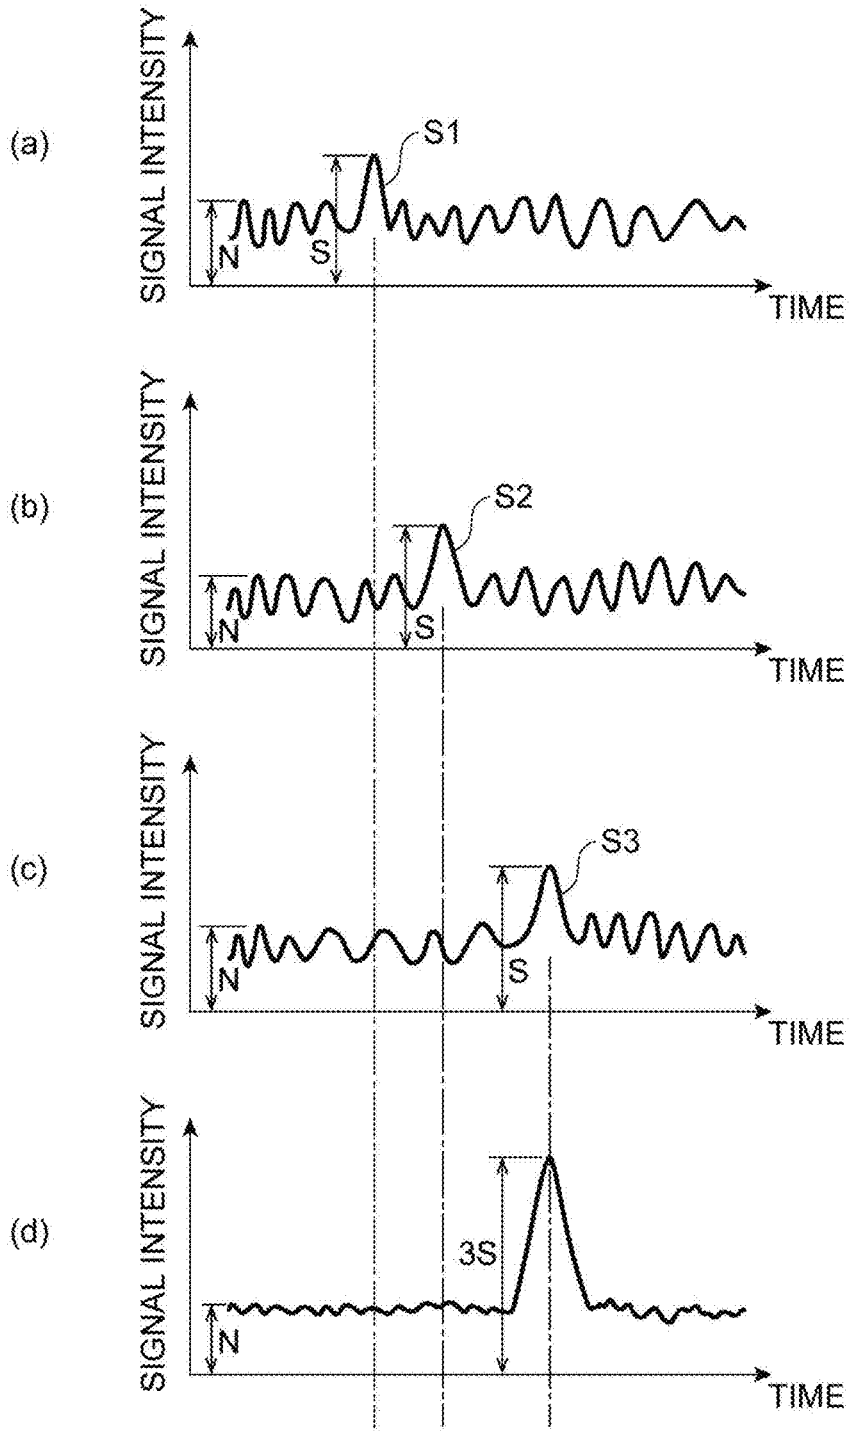 (a)
SIGNAL INTENSITY
N
S
S1
TIME
(b)
SIGNAL INTENSITY
N
S
S2
TIME
(c)
SIGNAL INTENSITY
N
S
S3
TIME
(d)
SIGNAL INTENSITY
N
3S
TIME